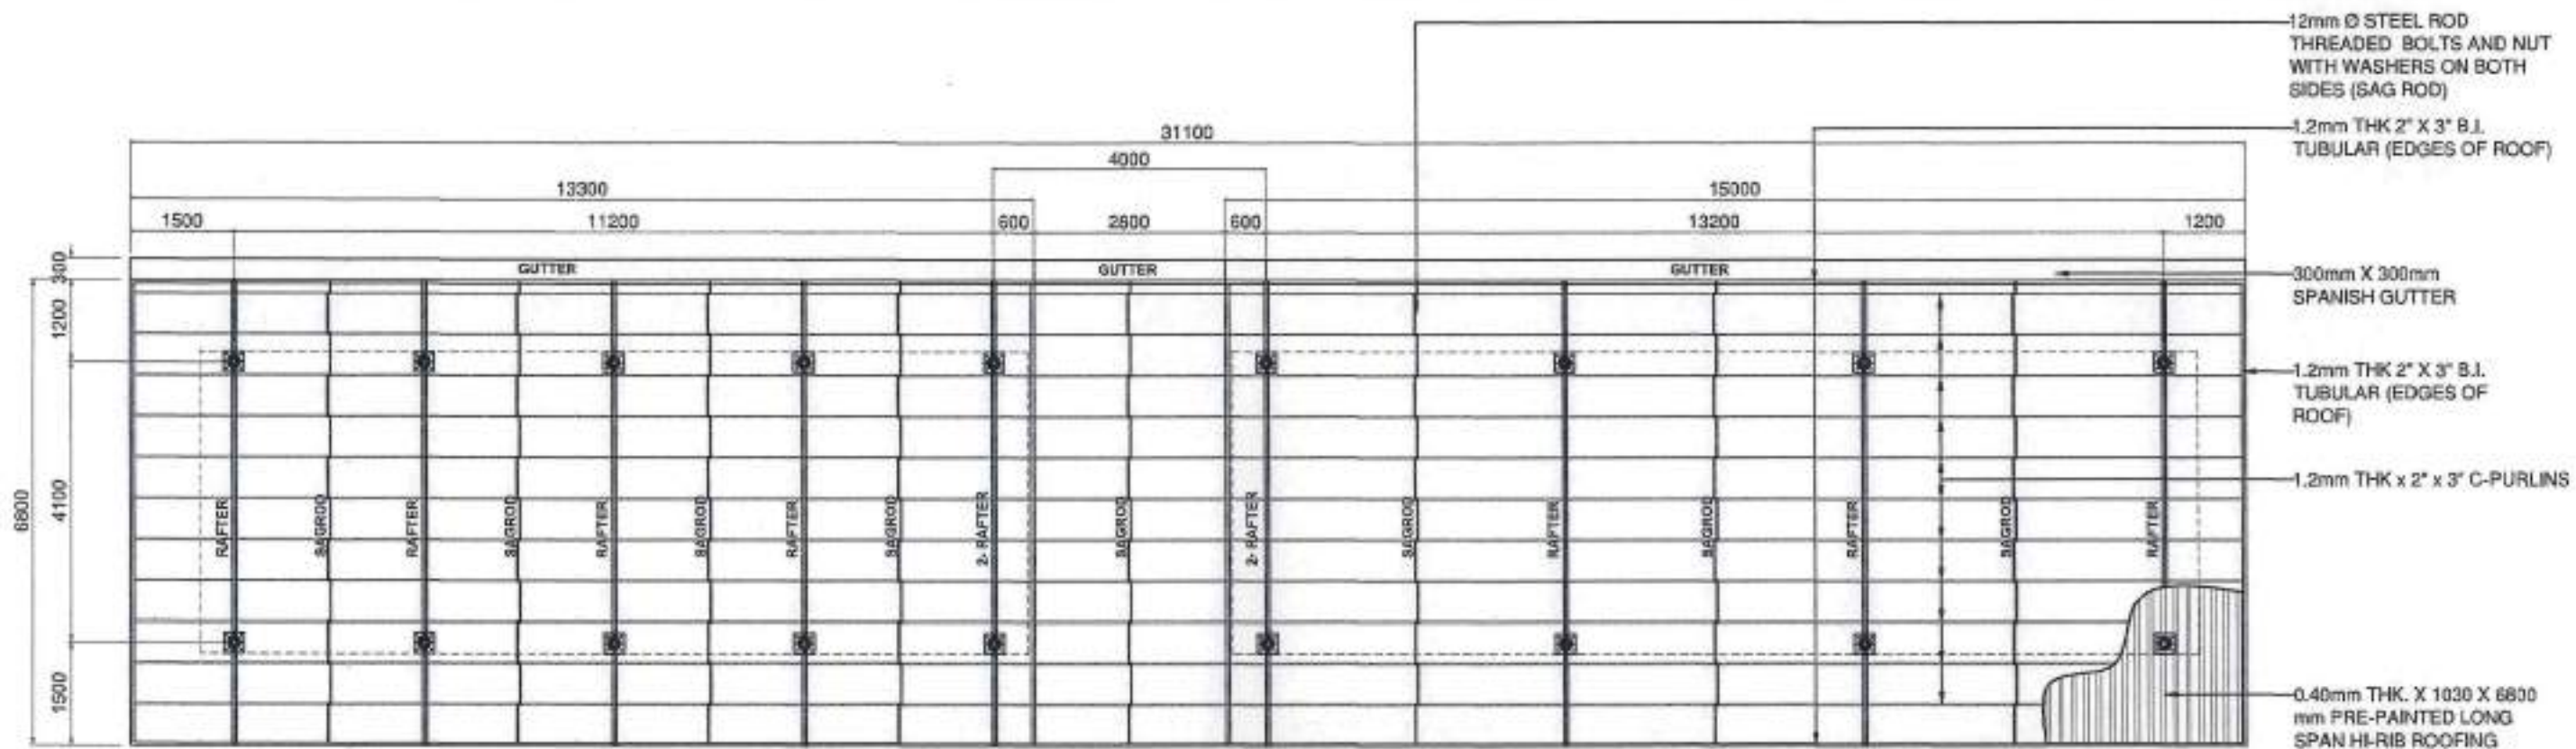 12mm Ø STEEL ROD
THREADED BOLTS AND NUT
WITH WASHERS ON BOTH
SIDES (SAG ROD)
1.2mm THK 2" X 3" B.I.
TUBULAR (EDGES OF ROOF)
31100
4000
13300
15000
1500
11200
600
2800
600
13200
1200
300
GUTTER
GUTTER
GUTTER
300mm X 300mm
SPANISH GUTTER
1200
1.2mm THK 2" X 3" B.I.
TUBULAR (EDGES OF
ROOF)
1.2mm THK x 2" x 3" C-PURLINS
6800
4100
RAFTER
SAGROD
RAFTER
SAGROD
RAFTER
SAGROD
RAFTER
SAGROD
2- RAFTER
SAGROD
2- RAFTER
SAGROD
RAFTER
SAGROD
RAFTER
SAGROD
RAFTER
1500
0.40mm THK. X 1030 X 6800
mm PRE-PAINTED LONG
SPAN HI-RIB ROOFING